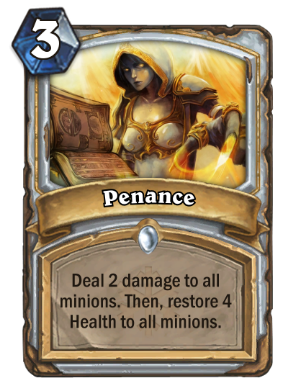 3
Penance
Deal 2 damage to all
minions. Then, restore 4
Health to all minions.